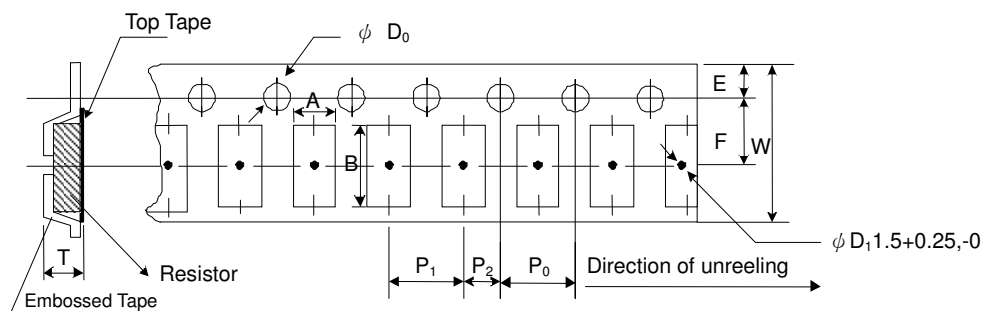 Top Tape
ϕ D₀
A
B
E
F
W
T
Resistor
Embossed Tape
P₁
P₂
P₀
Direction of unreeling
ϕ D₁ 1.5+0.25,-0